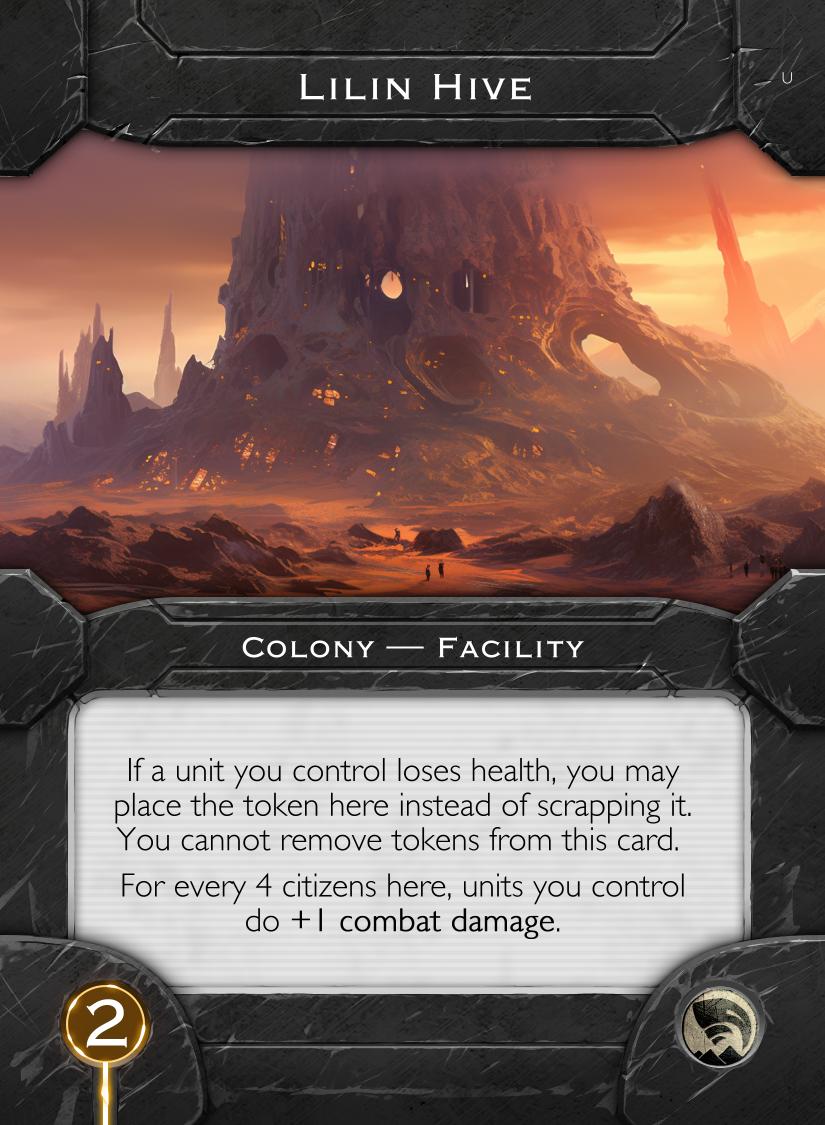 Lilin Hive
U
Colony — Facility
If a unit you control loses health, you may
place the token here instead of scrapping it.
You cannot remove tokens from this card.
For every 4 citizens here, units you control
do +1 combat damage.
2